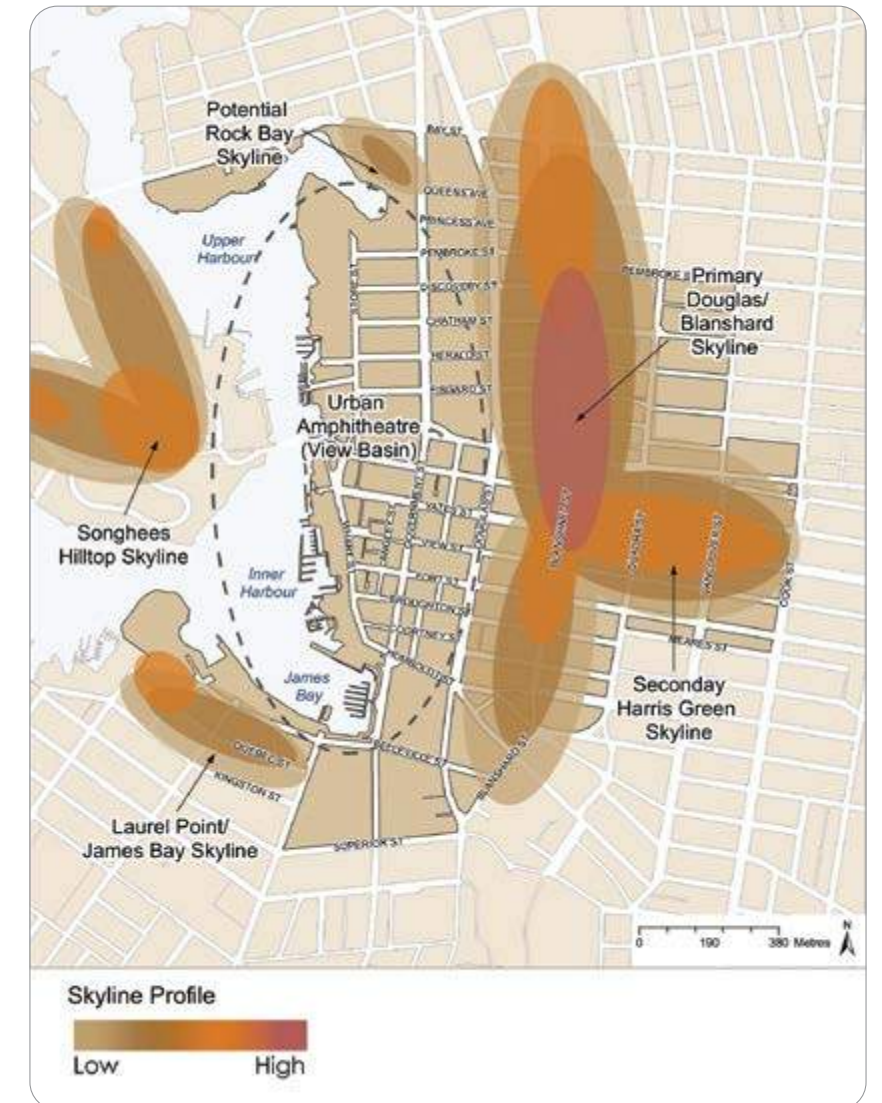 Potential
Rock Bay
Skyline
BAY ST
QUEENS AVE
PRINCESS AVE
Upper
Harbour
PEMBROKE ST
PEMBROKE S
STORE ST
DISCOVERY ST
Primary
Douglas/
Blanshard
Skyline
CHATHAM ST
HERALD ST
FISGARD ST
Urban
Amphitheatre
(View Basin)
GOVERNMENT ST
DOUGLAS ST
YATES ST
LANGLEY ST
WHARF ST
VIEW ST
BLANSHARD ST
QUADRA ST
VANCOUVER ST
COOK ST
Songhees
Hilltop Skyline
FORT ST
Inner
Harbour
BROUGHTON ST
COURTNEY ST
MEARES ST
HUMBOLDT ST
James
Bay
Seconday
Harris Green
Skyline
QUEBEC ST
BELLEVILLE ST
BLANSHARD ST
KINGSTON ST
Laurel Point/
James Bay Skyline
SUPERIOR ST
N
0 190 380 Metres
Skyline Profile
Low High